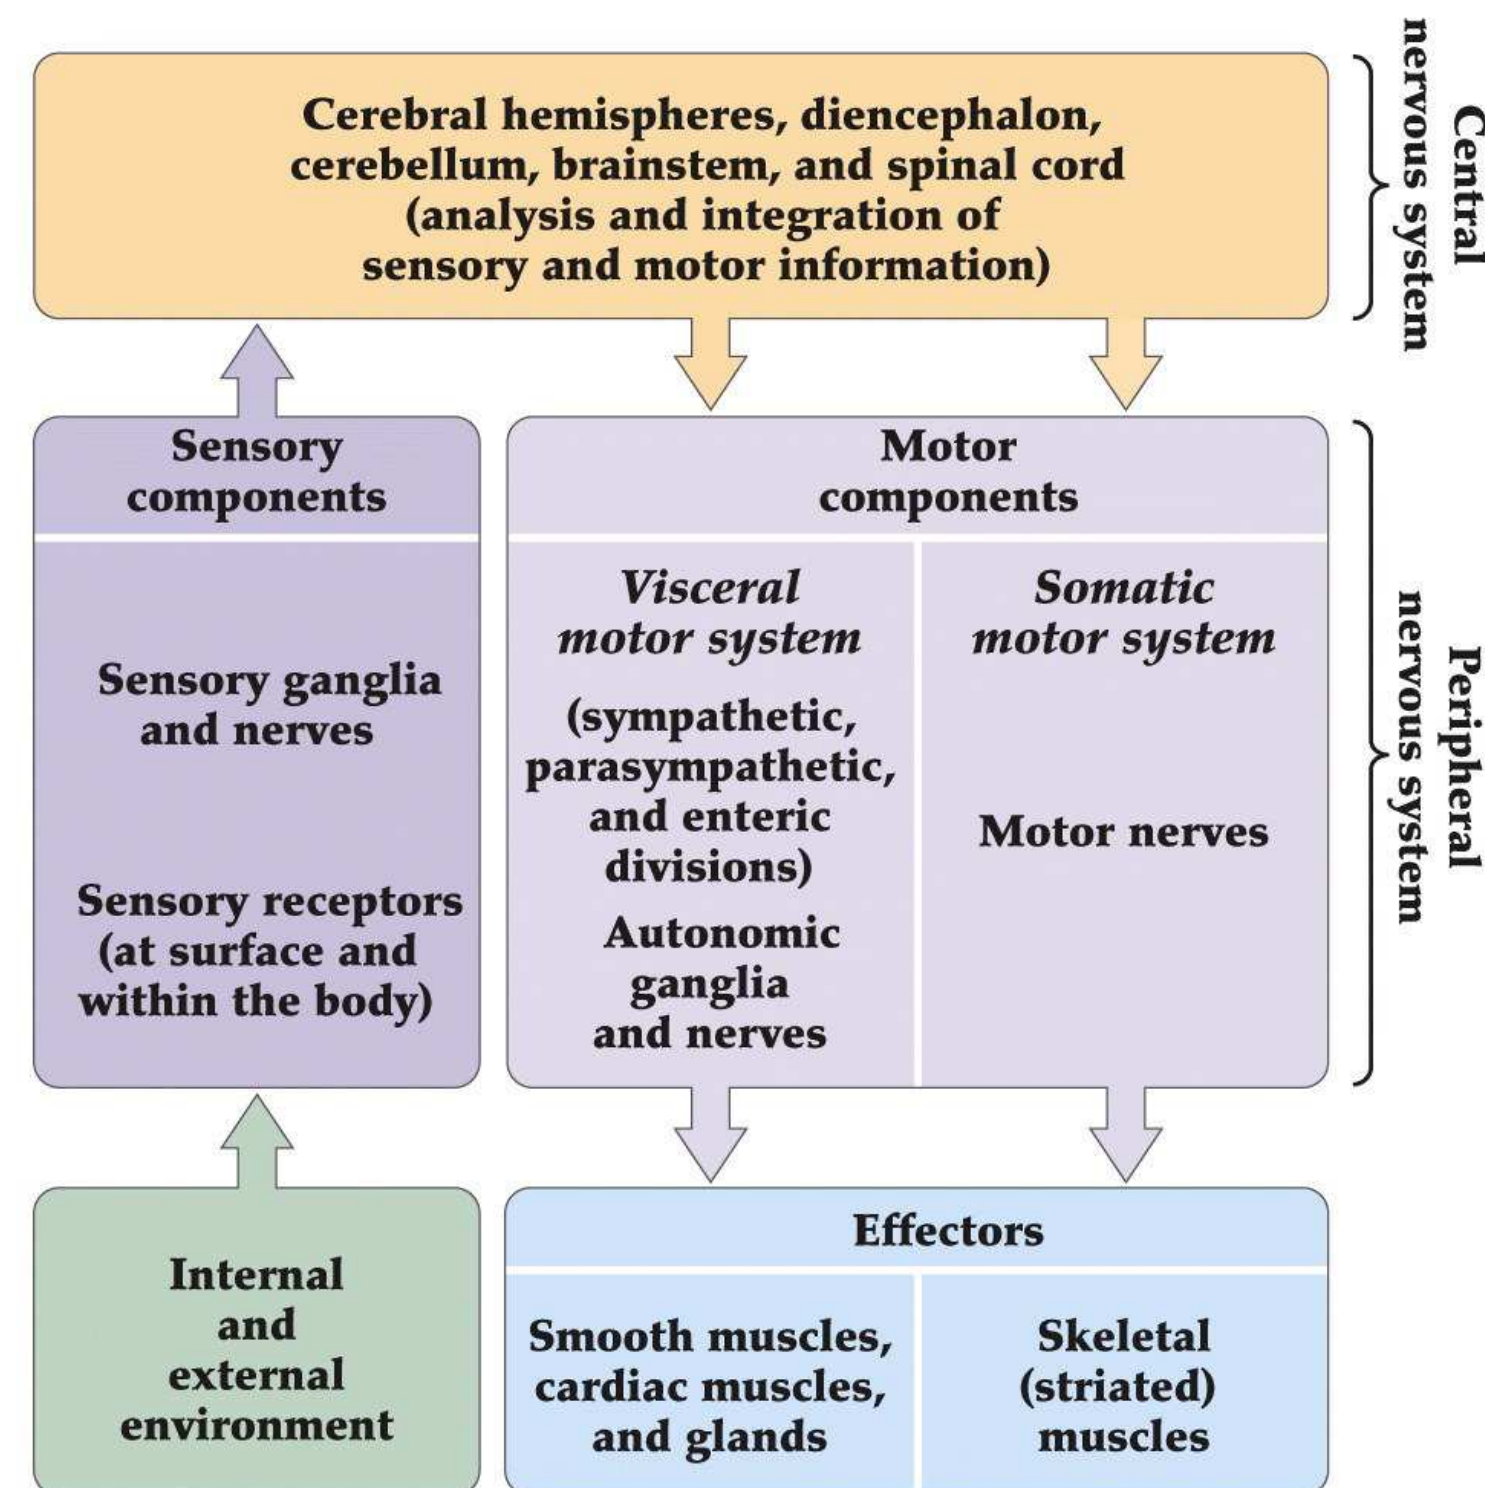 Cerebral hemispheres, diencephalon,
cerebellum, brainstem, and spinal cord
(analysis and integration of
sensory and motor information)
Central
nervous system
Sensory
components
Sensory ganglia
and nerves
Sensory receptors
(at surface and
within the body)
Motor
components
Visceral
motor system
(sympathetic,
parasympathetic,
and enteric
divisions)
Autonomic
ganglia
and nerves
Somatic
motor system
Motor nerves
Peripheral
nervous system
Internal
and
external
environment
Effectors
Smooth muscles,
cardiac muscles,
and glands
Skeletal
(striated)
muscles